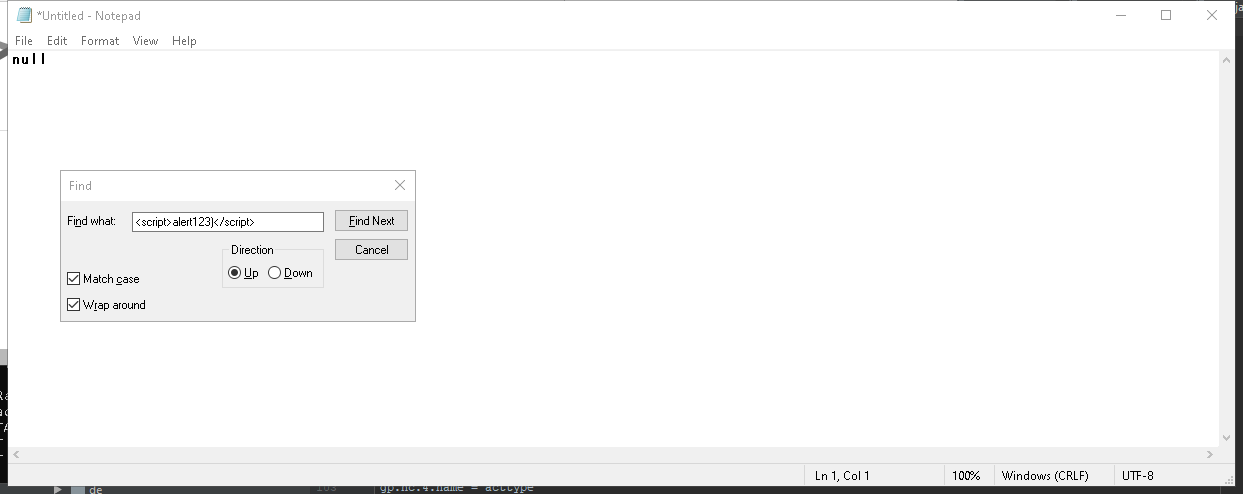 *Untitled - Notepad
File Edit Format View Help
null
Find
Find what: <script>alert123)</script> Find Next
Direction Cancel
Up Down
Match case
Wrap around
Ln 1, Col 1 100% Windows (CRLF) UTF-8
de gp.nc.4.name = acttype